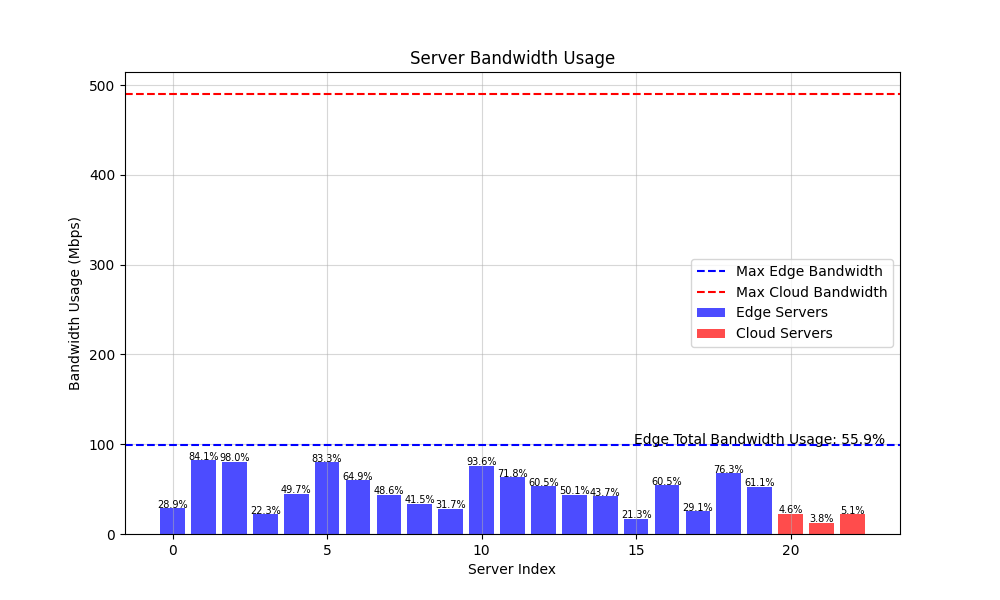 Server Bandwidth Usage
Bandwidth Usage (Mbps)
500
400
300
200
100
0
Max Edge Bandwidth
Max Cloud Bandwidth
Edge Servers
Cloud Servers
Edge Total Bandwidth Usage: 55.9%
28.9% 84.1% 98.0% 22.3% 49.7% 83.3% 64.9% 48.6% 41.5% 31.7% 93.6% 71.8% 60.5% 50.1% 43.7% 21.3% 60.5% 29.1% 76.3% 61.1% 4.6% 3.8% 5.1%
0 5 10 15 20
Server Index